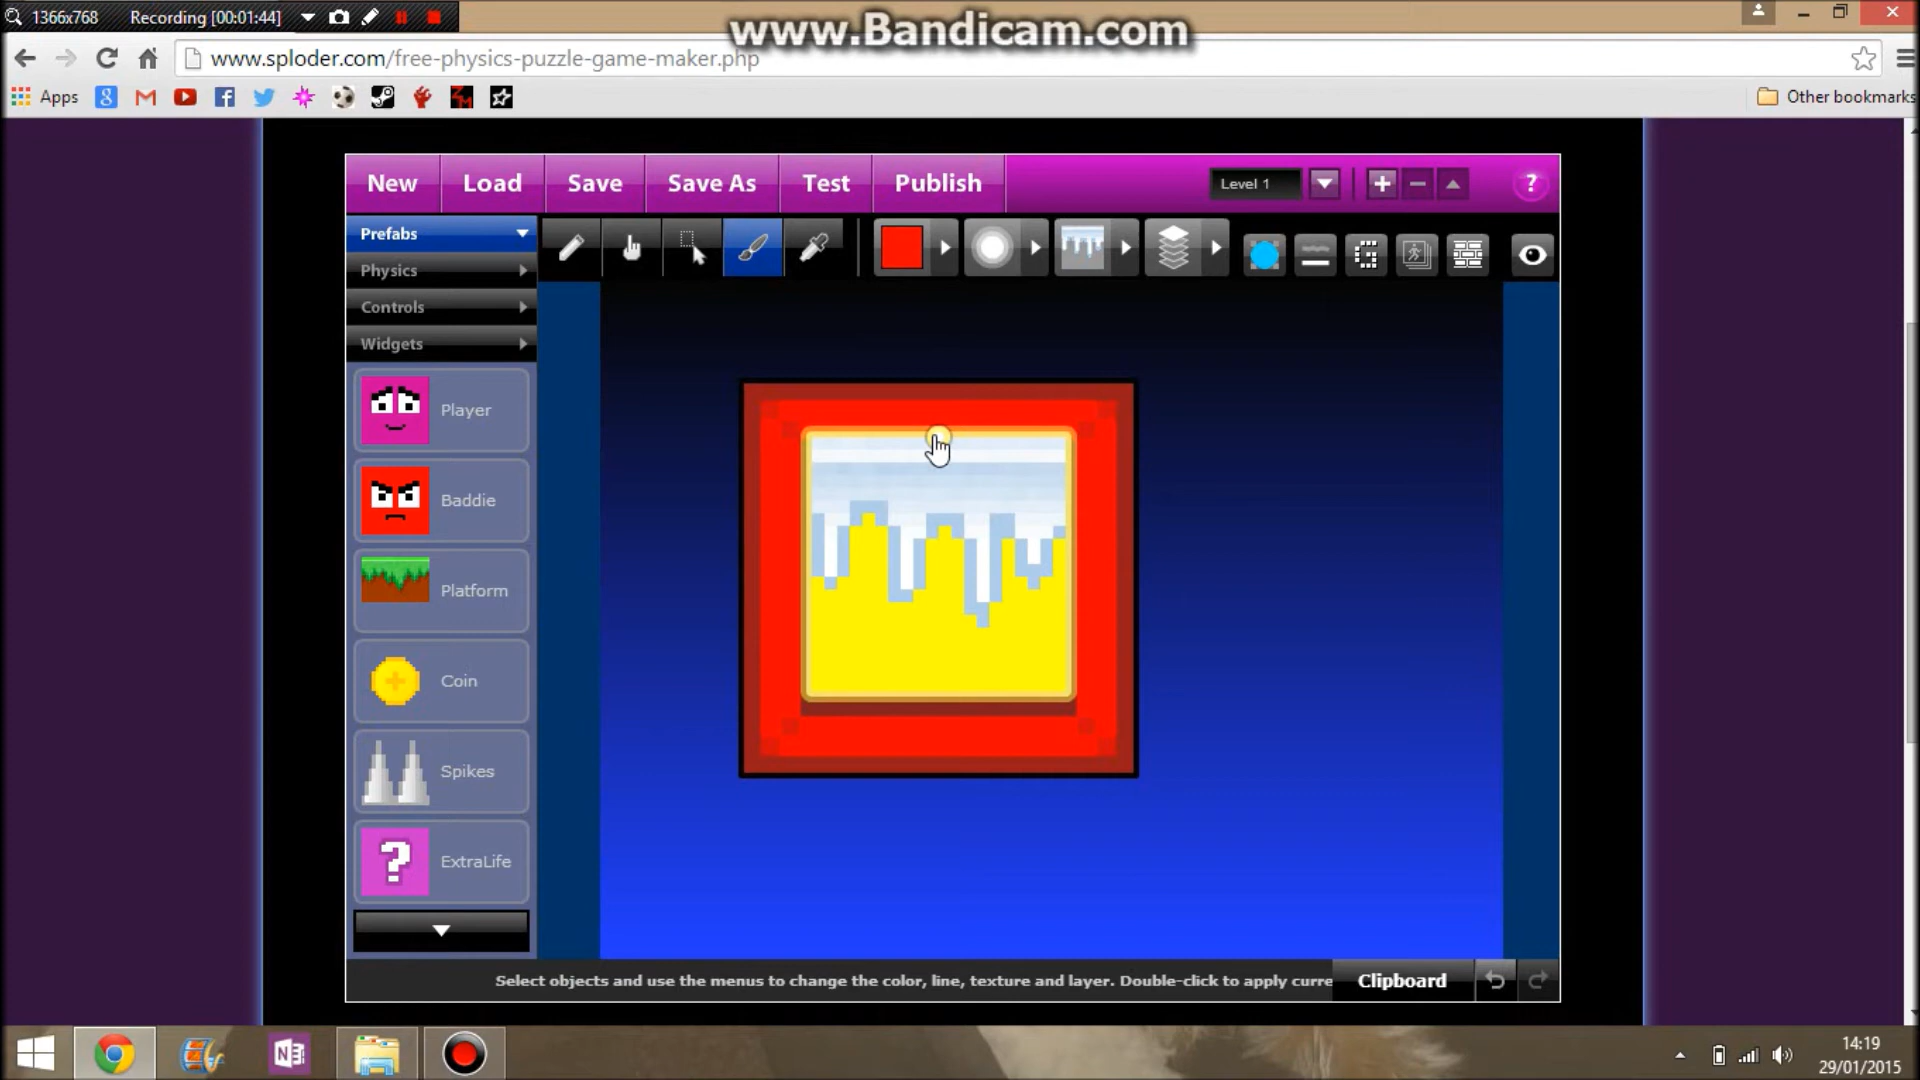 1366x768 Recording [00:01:44]
www.Bandicam.com
www.sploder.com/free-physics-puzzle-game-maker.php
Apps
Other bookmarks
New Load Save Save As Test Publish Level 1 ?
Prefabs
Physics
Controls
Widgets
Player
Baddie
Platform
Coin
Spikes
ExtraLife
Select objects and use the menus to change the color, line, texture and layer. Double-click to apply curre
Clipboard
14:19
29/01/2015